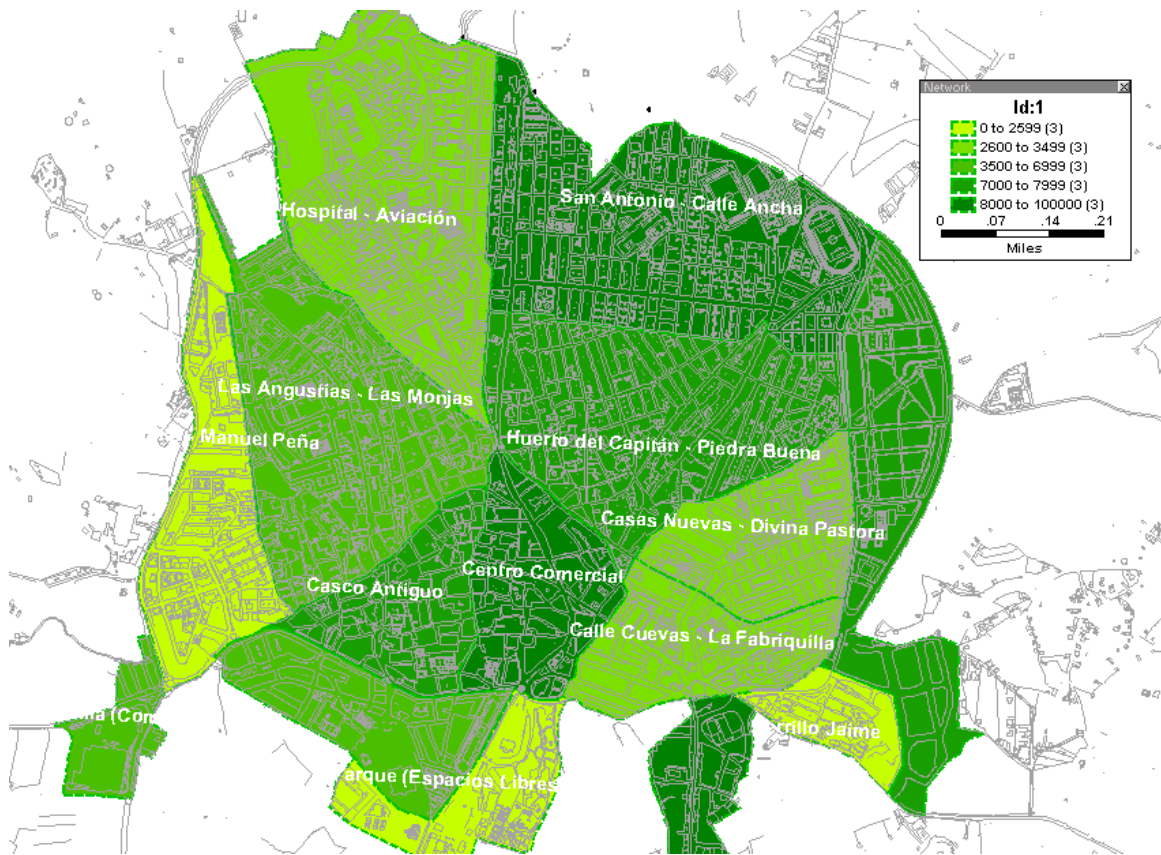 Network
Id:1
0 to 2599 (3)
2600 to 3499 (3)
3500 to 6999 (3)
7000 to 7999 (3)
8000 to 100000 (3)
0 .07 .14 .21
Miles
San Antonio - Calle Ancha
Hospital - Aviación
Las Angustias - Las Monjas
Manuel Peña
Huerto del Capitán - Piedra Buena
Casas Nuevas - Divina Pastora
Centro Comercial
Casco Antiguo
Calle Cuevas - La Fabriquilla
(Con
rrillo Jaime
arque (Espacios Libres